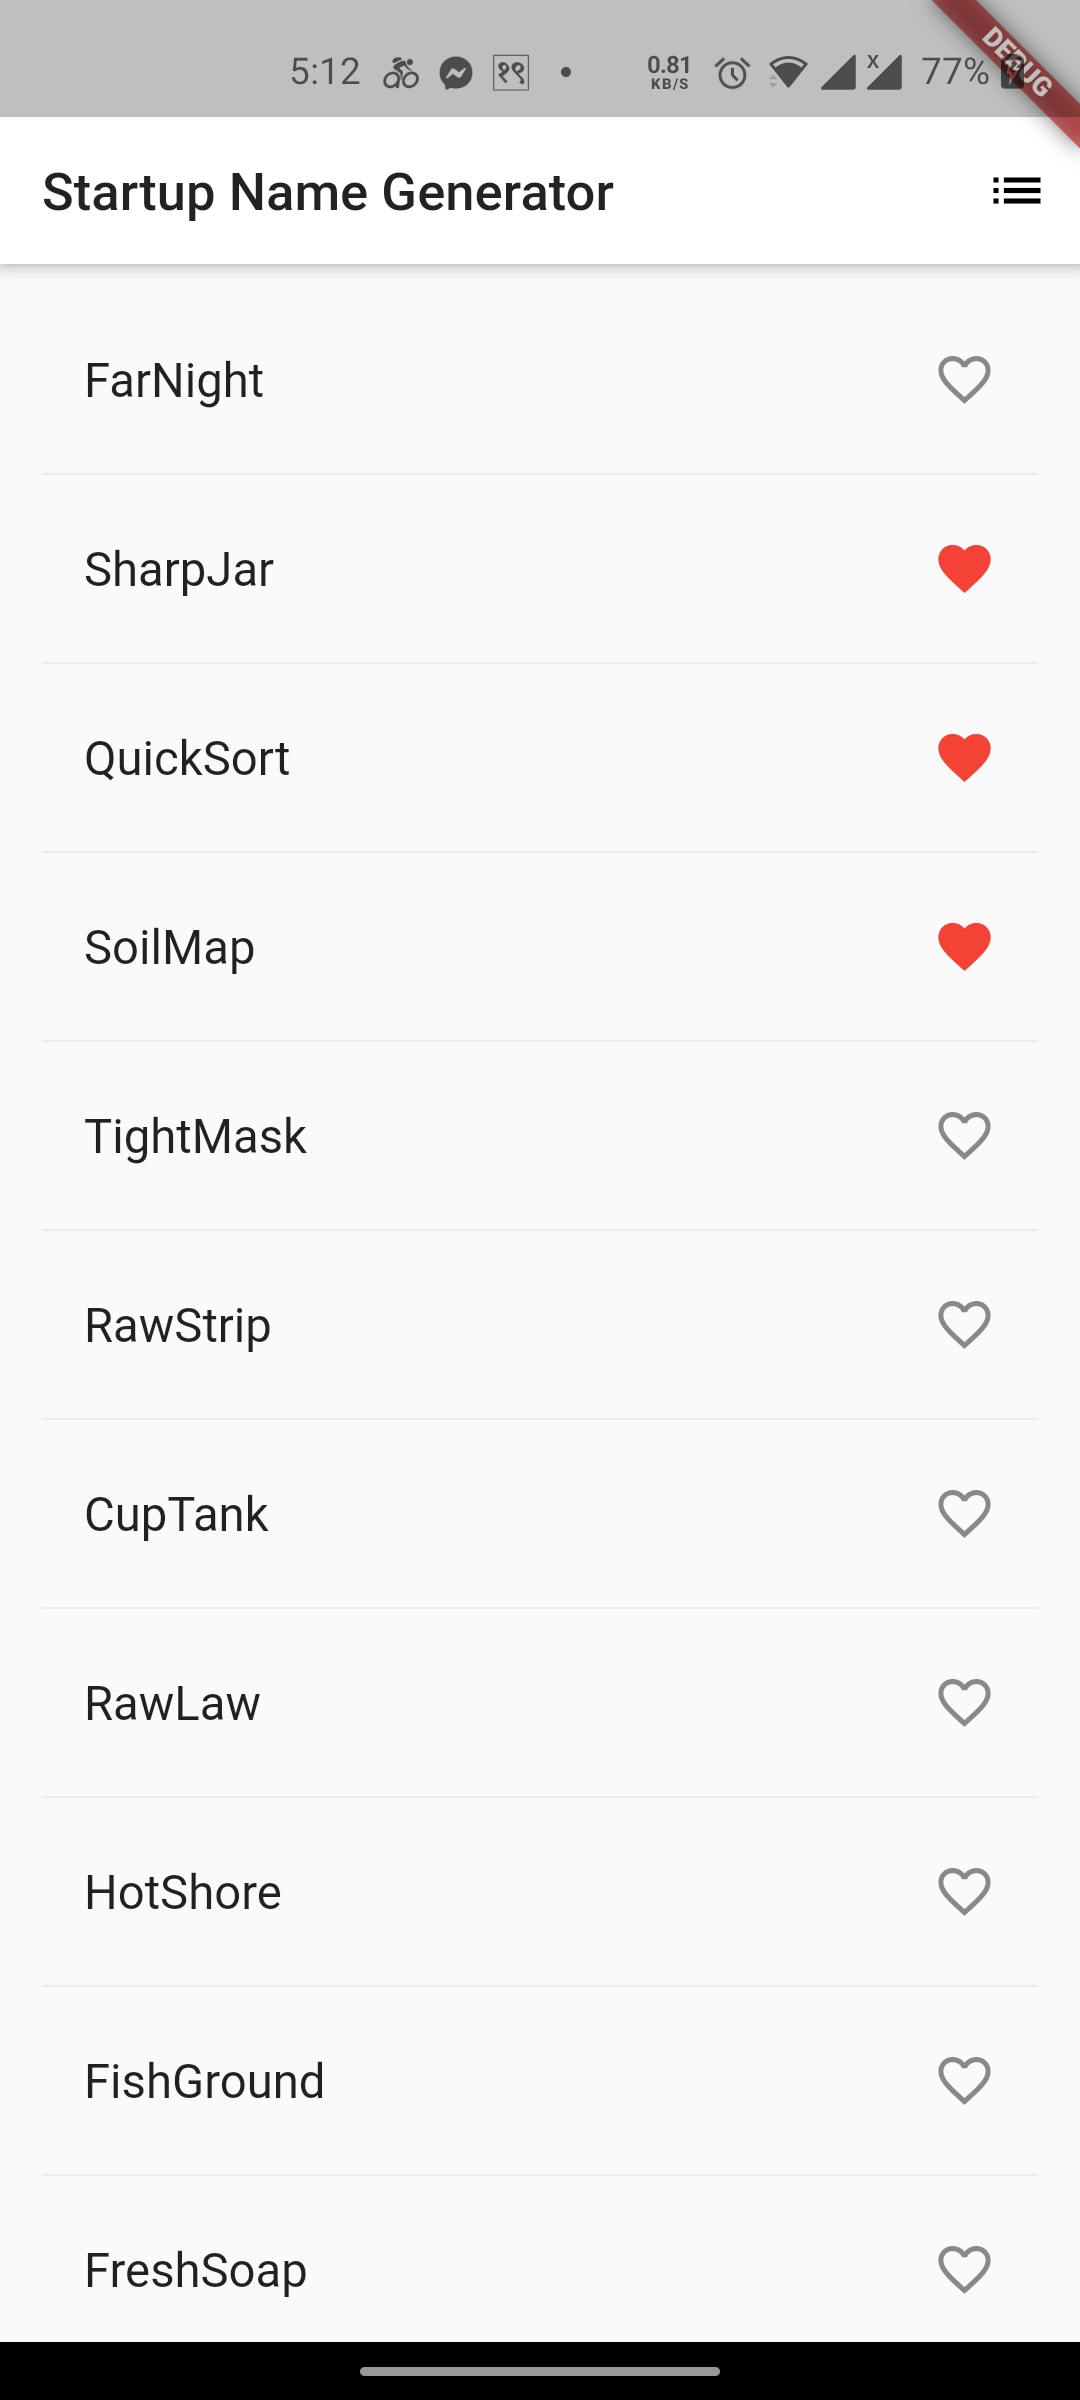 5:12 ११ 0.81 KB/S X 77%
DEBUG
Startup Name Generator
FarNight
SharpJar
QuickSort
SoilMap
TightMask
RawStrip
CupTank
RawLaw
HotShore
FishGround
FreshSoap